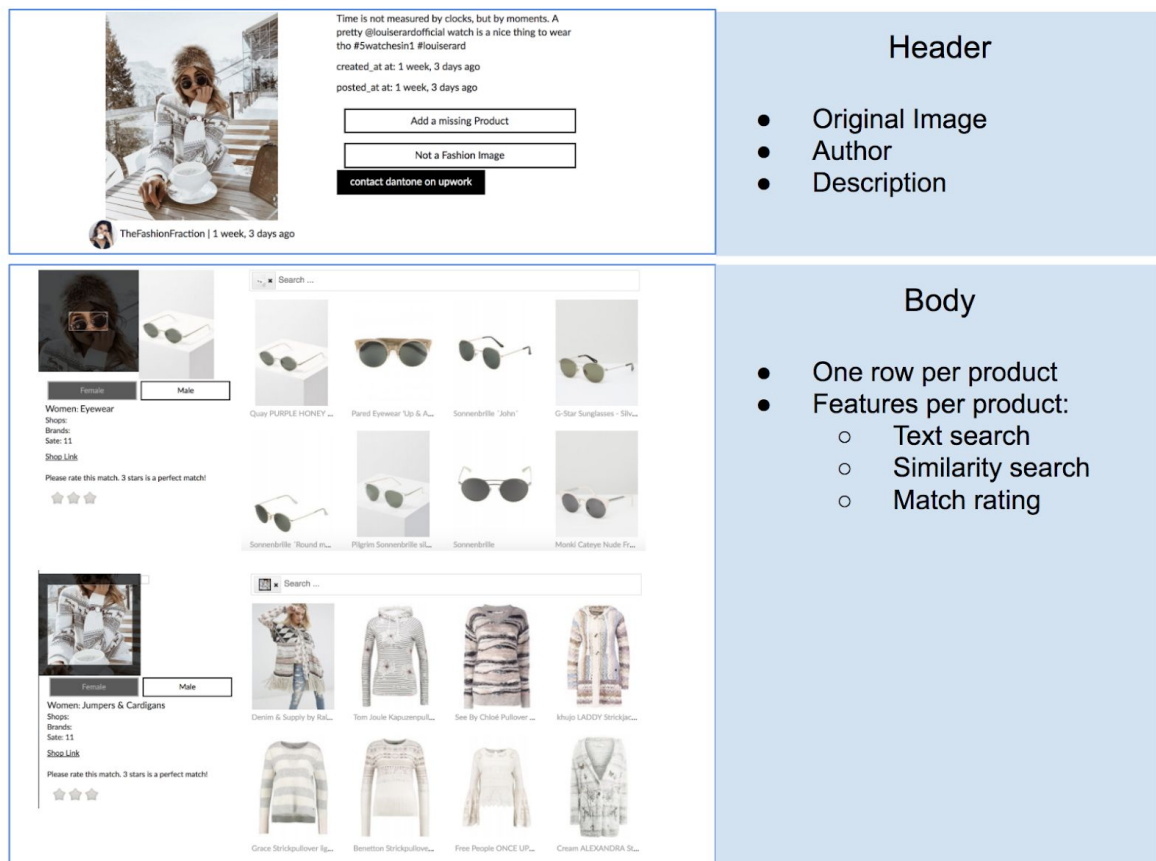 Time is not measured by clocks, but by moments. A
pretty @louiserardofficial watch is a nice thing to wear
tho #5watchesin1 #louiserard
created_at at: 1 week, 3 days ago
posted_at at: 1 week, 3 days ago
Add a missing Product
Not a Fashion Image
contact dantone on upwork
TheFashionFraction | 1 week, 3 days ago
Header
● Original Image
● Author
● Description
Search ...
Female
Male
Women: Eyewear
Shops:
Brands:
Sate: 11
Shop Link
Please rate this match. 3 stars is a perfect match!
Quay PURPLE HONEY ...
Pared Eyewear 'Up & A...
Sonnenbrille `John´
G-Star Sunglasses - Silv...
Sonnenbrille `Round m...
Pilgrim Sonnenbrille sil...
Sonnenbrille
Monki Cateye Nude Fr...
Body
● One row per product
● Features per product:
○ Text search
○ Similarity search
○ Match rating
Search ...
Female
Male
Women: Jumpers & Cardigans
Shops:
Brands:
Sate: 11
Shop Link
Please rate this match. 3 stars is a perfect match!
Denim & Supply by Ral...
Tom Joule Kapuzenpull...
See By Chloé Pullover ...
khujo LADDY Strickjac...
Grace Strickpullover lig...
Benetton Strickpullove...
Free People ONCE UP...
Cream ALEXANDRA St...